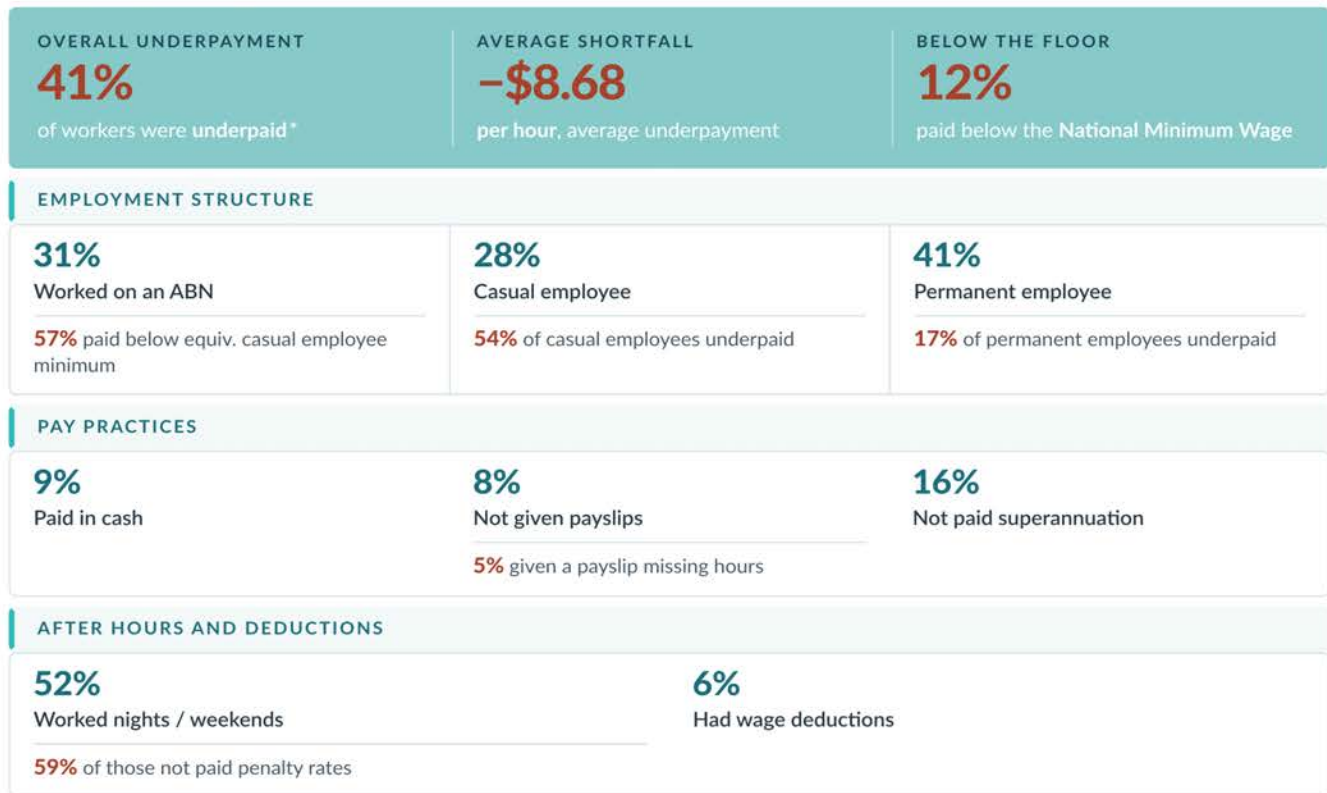 OVERALL UNDERPAYMENT
41%
of workers were underpaid*
AVERAGE SHORTFALL
–$8.68
per hour, average underpayment
BELOW THE FLOOR
12%
paid below the National Minimum Wage
EMPLOYMENT STRUCTURE
31%
Worked on an ABN
57% paid below equiv. casual employee
minimum
28%
Casual employee
54% of casual employees underpaid
41%
Permanent employee
17% of permanent employees underpaid
PAY PRACTICES
9%
Paid in cash
8%
Not given payslips
5% given a payslip missing hours
16%
Not paid superannuation
AFTER HOURS AND DEDUCTIONS
52%
Worked nights / weekends
59% of those not paid penalty rates
6%
Had wage deductions